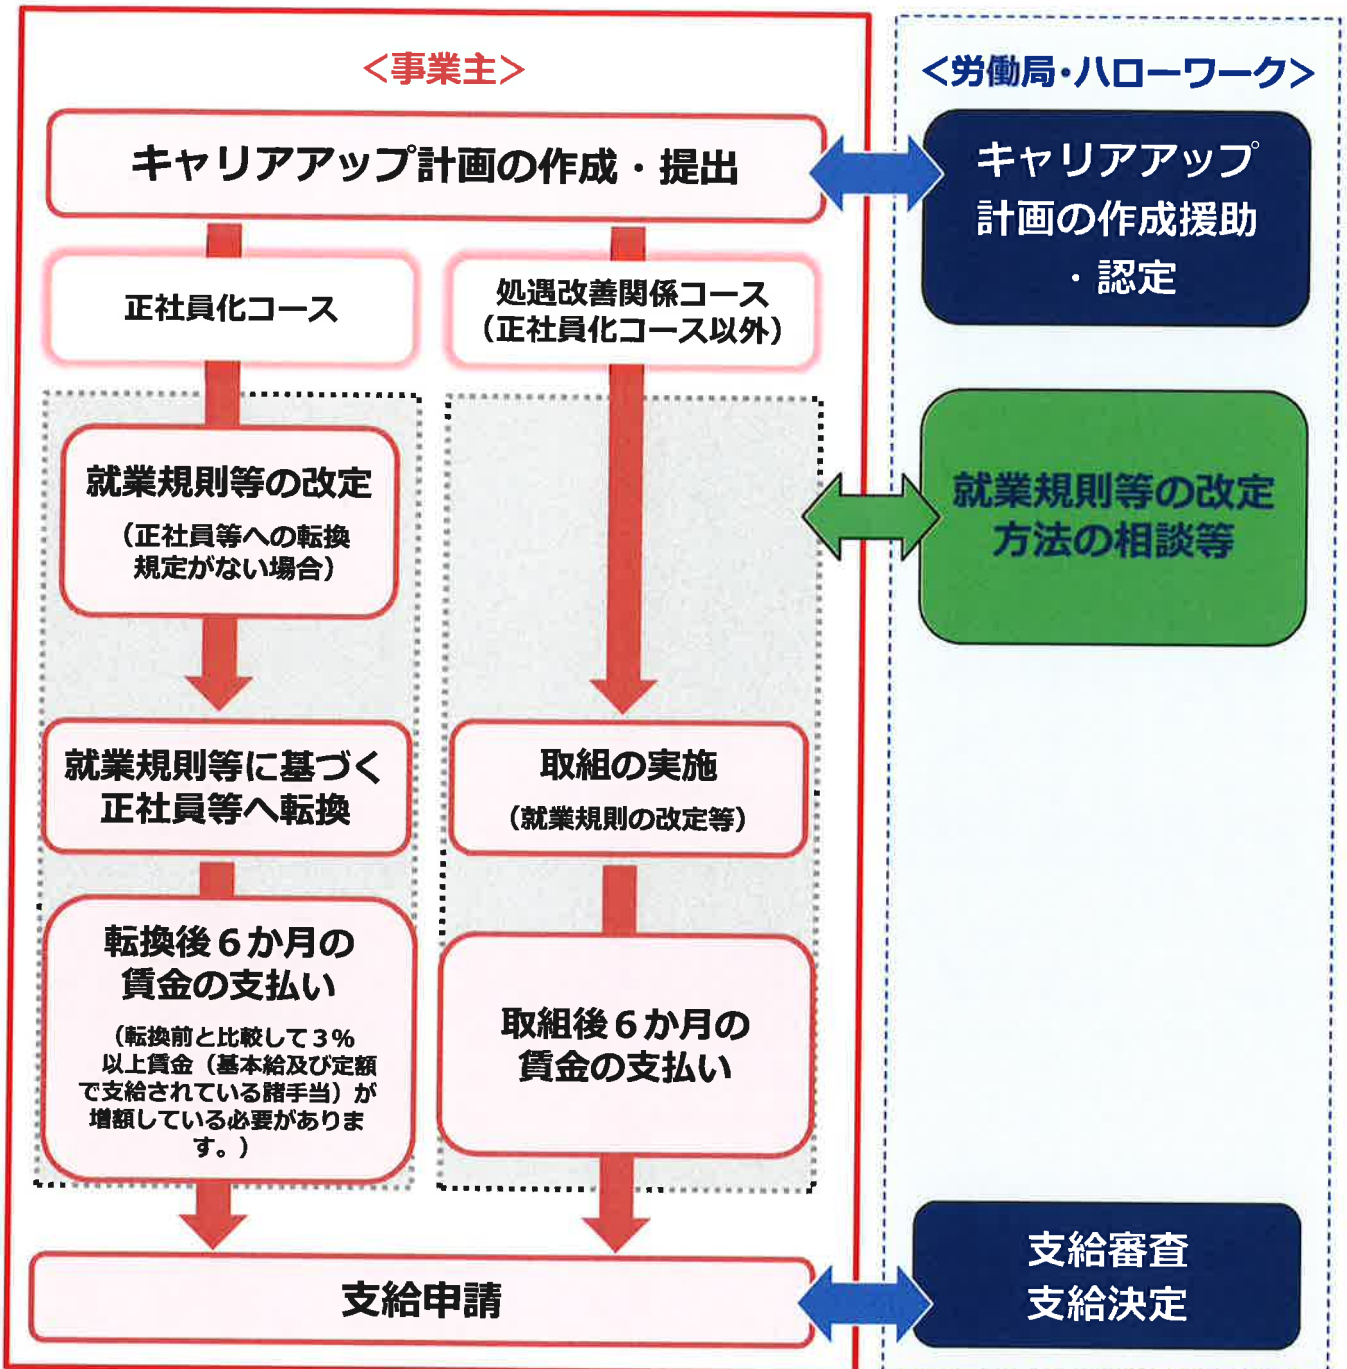 <事業主>
キャリアアップ計画の作成・提出
正社員化コース
処遇改善関係コース
（正社員化コース以外）
就業規則等の改定
（正社員等への転換
規定がない場合）
就業規則等に基づく
正社員等へ転換
取組の実施
（就業規則の改定等）
転換後６か月の
賃金の支払い
（転換前と比較して３％
以上賃金（基本給及び定額
で支給されている諸手当）が
増額している必要がありま
す。）
取組後６か月の
賃金の支払い
支給申請
<労働局・ハローワーク>
キャリアアップ
計画の作成援助
・認定
就業規則等の改定
方法の相談等
支給審査
支給決定